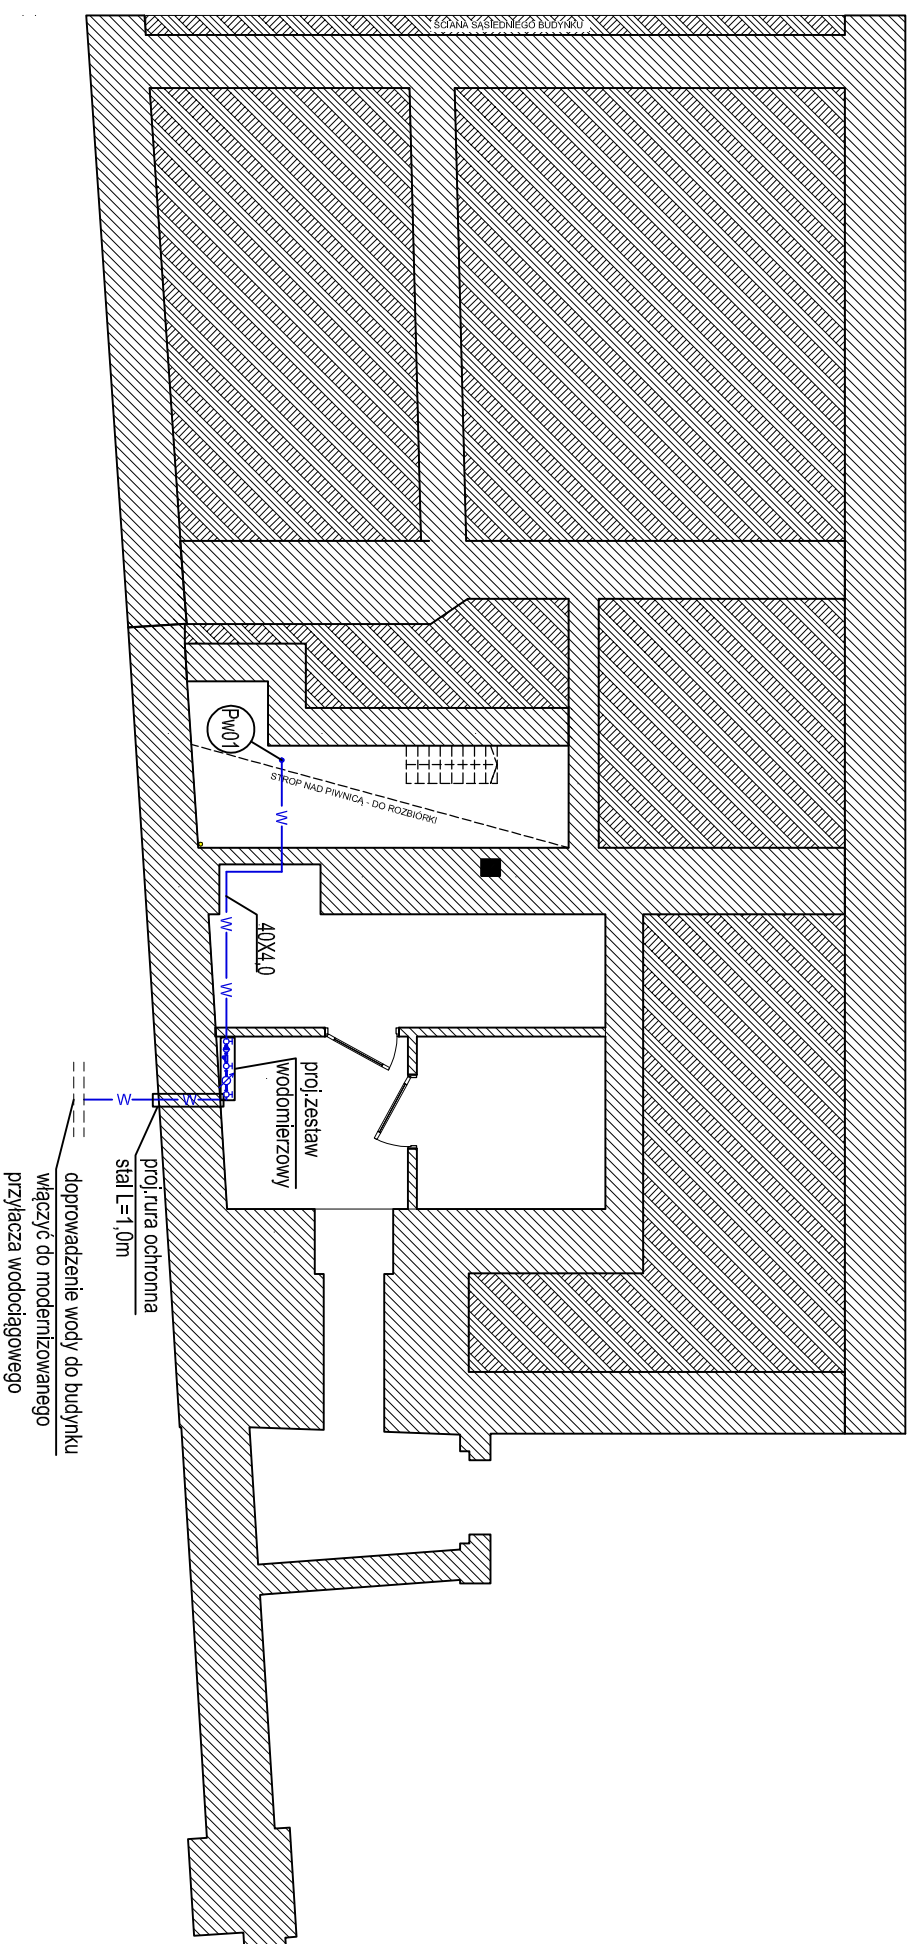 ŚCIANA SĄSIEDNIEGO BUDYNKU
Pw01
STROP NAD PIWNICĄ - DO ROZBIÓRKI
W
40X4,0
W
W
proj.zestaw
wodomierzowy
W
W
proj.rura ochronna
stal L=1,0m
doprowadzenie wody do budynku
włączyć do modernizowanego
przyłącza wodociągowego